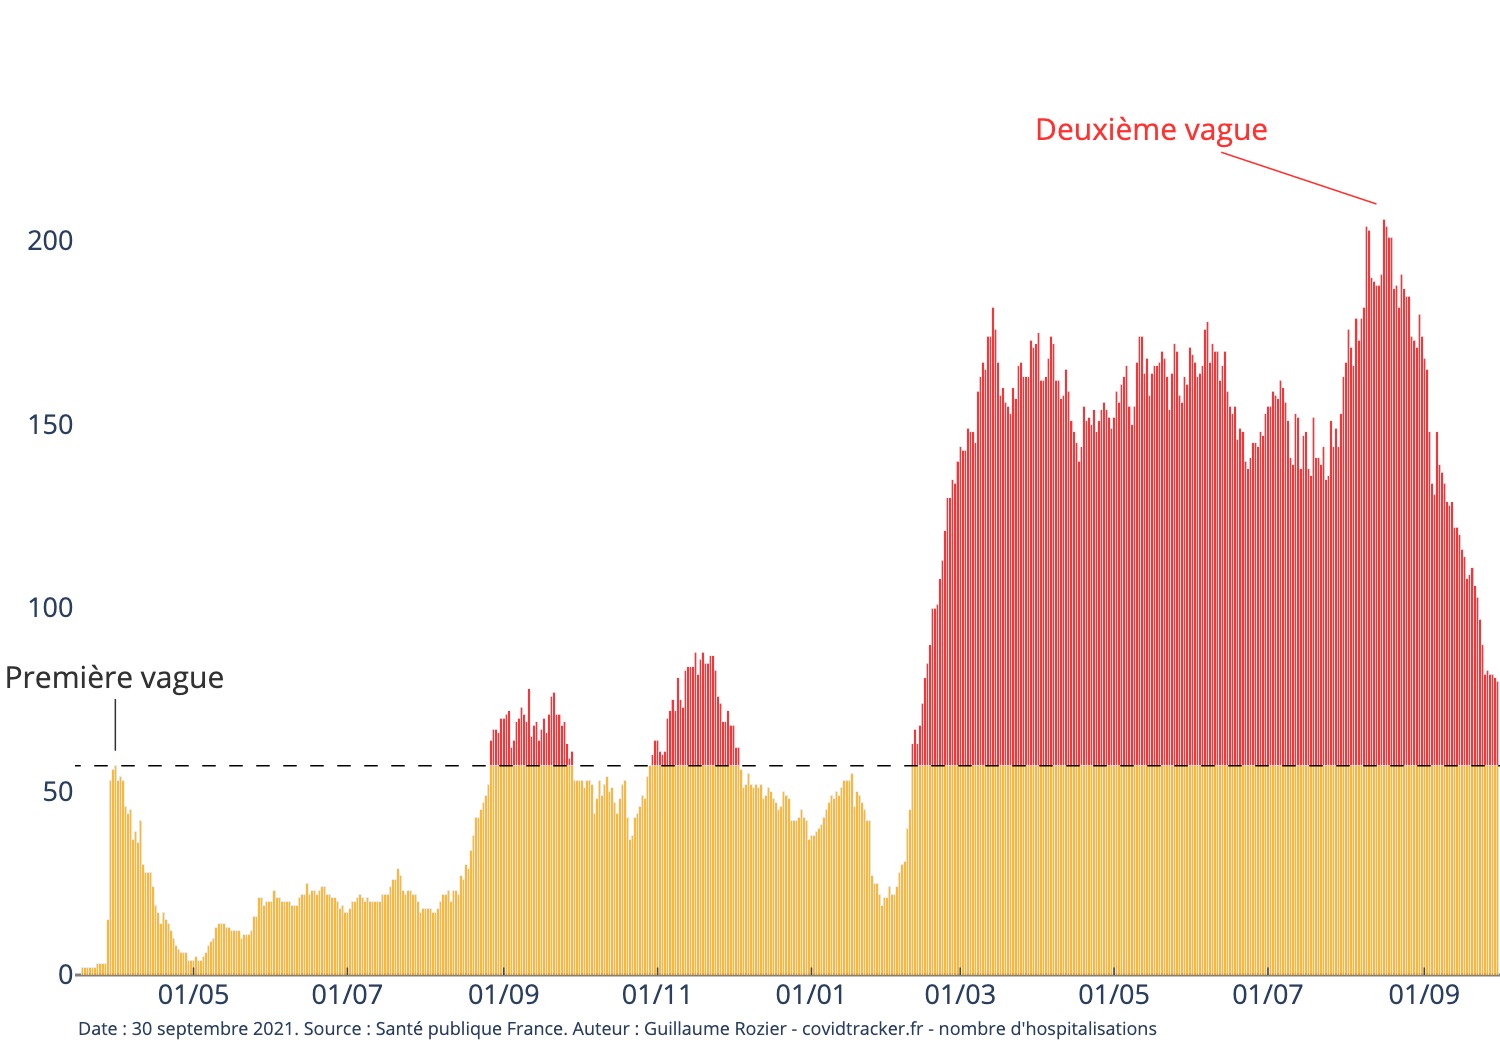 Deuxième vague
200
150
100
Première vague
50
0
01/05 01/07 01/09 01/11 01/01 01/03 01/05 01/07 01/09
Date : 30 septembre 2021. Source : Santé publique France. Auteur : Guillaume Rozier - covidtracker.fr - nombre d'hospitalisations